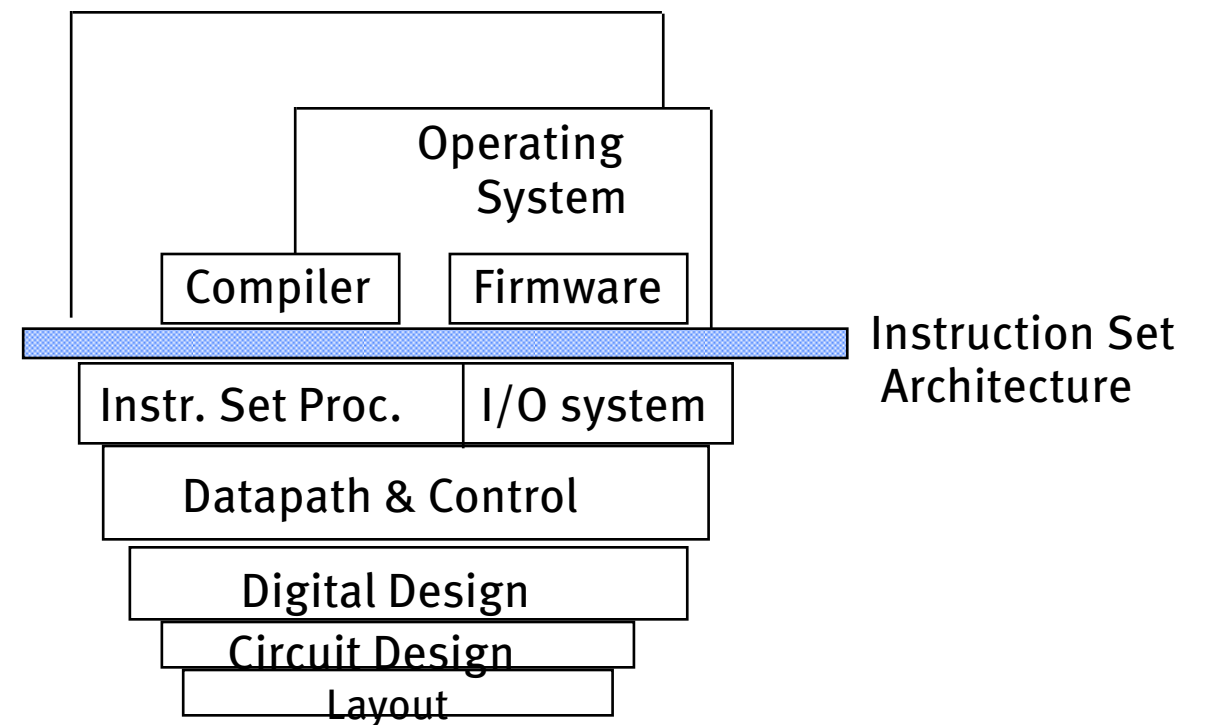 Operating
System
Compiler
Firmware
Instruction Set
Architecture
Instr. Set Proc.
I/O system
Datapath & Control
Digital Design
Circuit Design
Layout